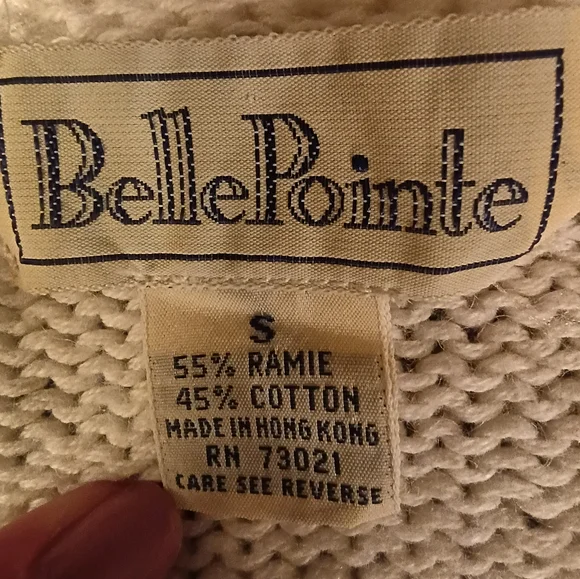 BellePointe
S
55% RAMIE
45% COTTON
MADE IN HONG KONG
RN 73021
CARE SEE REVERSE